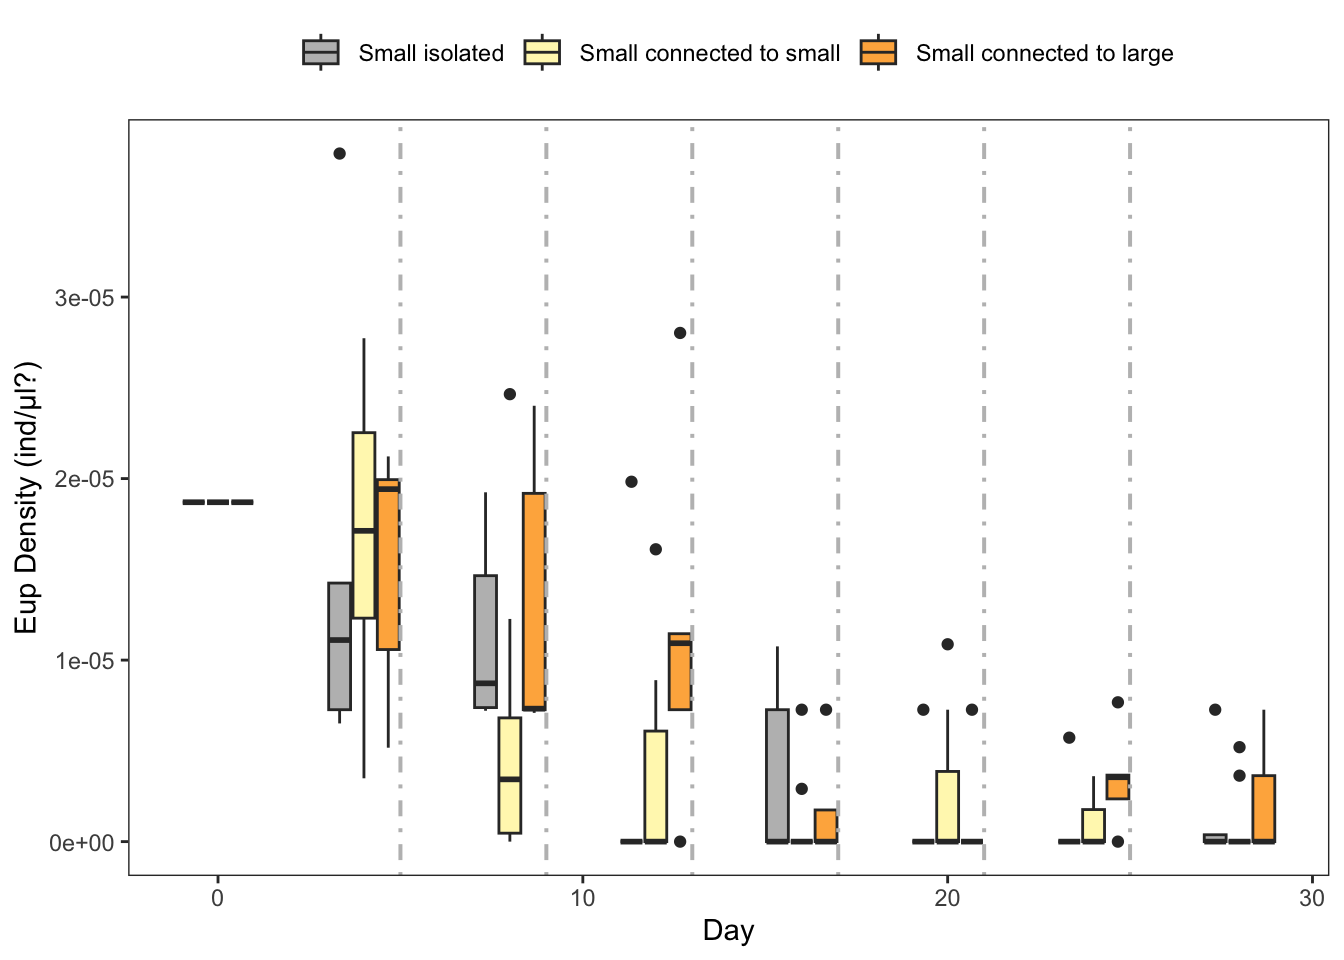 Small isolated Small connected to small Small connected to large
Eup Density (ind/µl?)
3e-05
2e-05
1e-05
0e+00
0 10 20 30
Day